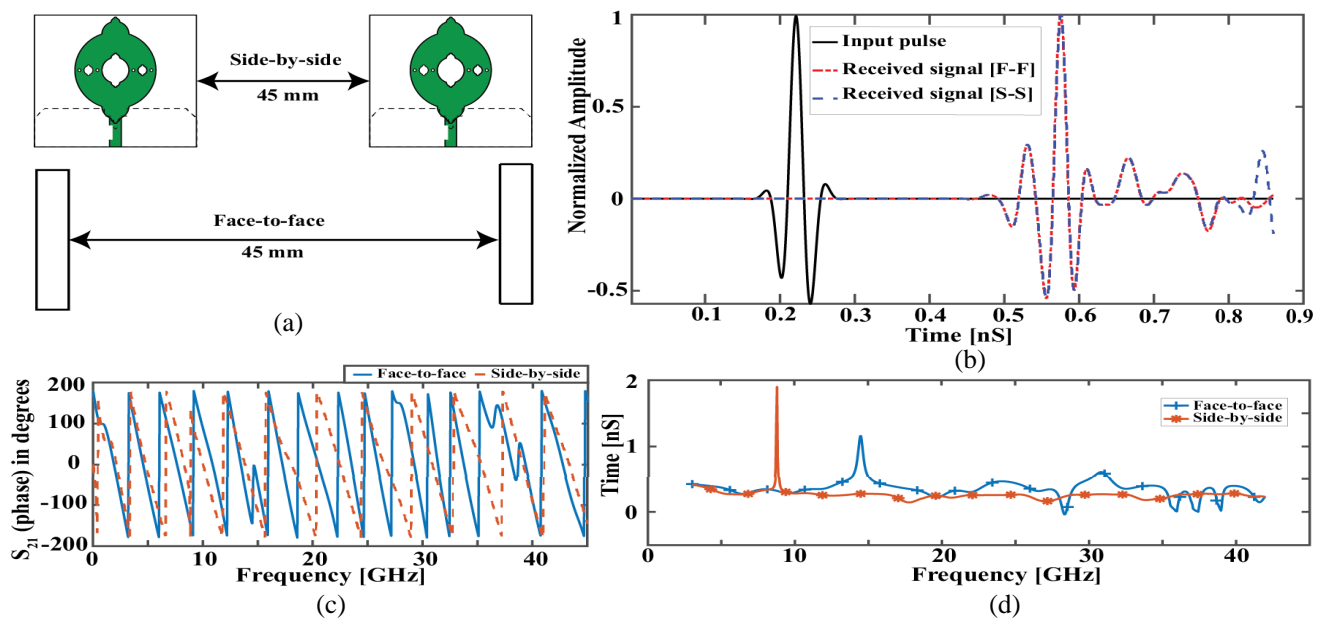 Side-by-side
45 mm
Face-to-face
45 mm
(a)
Normalized Amplitude
1
0.5
0
-0.5
Input pulse
Received signal [F-F]
Received signal [S-S]
0.1 0.2 0.3 0.4 0.5 0.6 0.7 0.8 0.9
Time [nS]
(b)
S21 (phase) in degrees
200
100
0
-100
-200
Face-to-face Side-by-side
0 10 20 30 40
Frequency [GHz]
(c)
Time [nS]
2
1
0
Face-to-face
Side-by-side
0 10 20 30 40
Frequency [GHz]
(d)